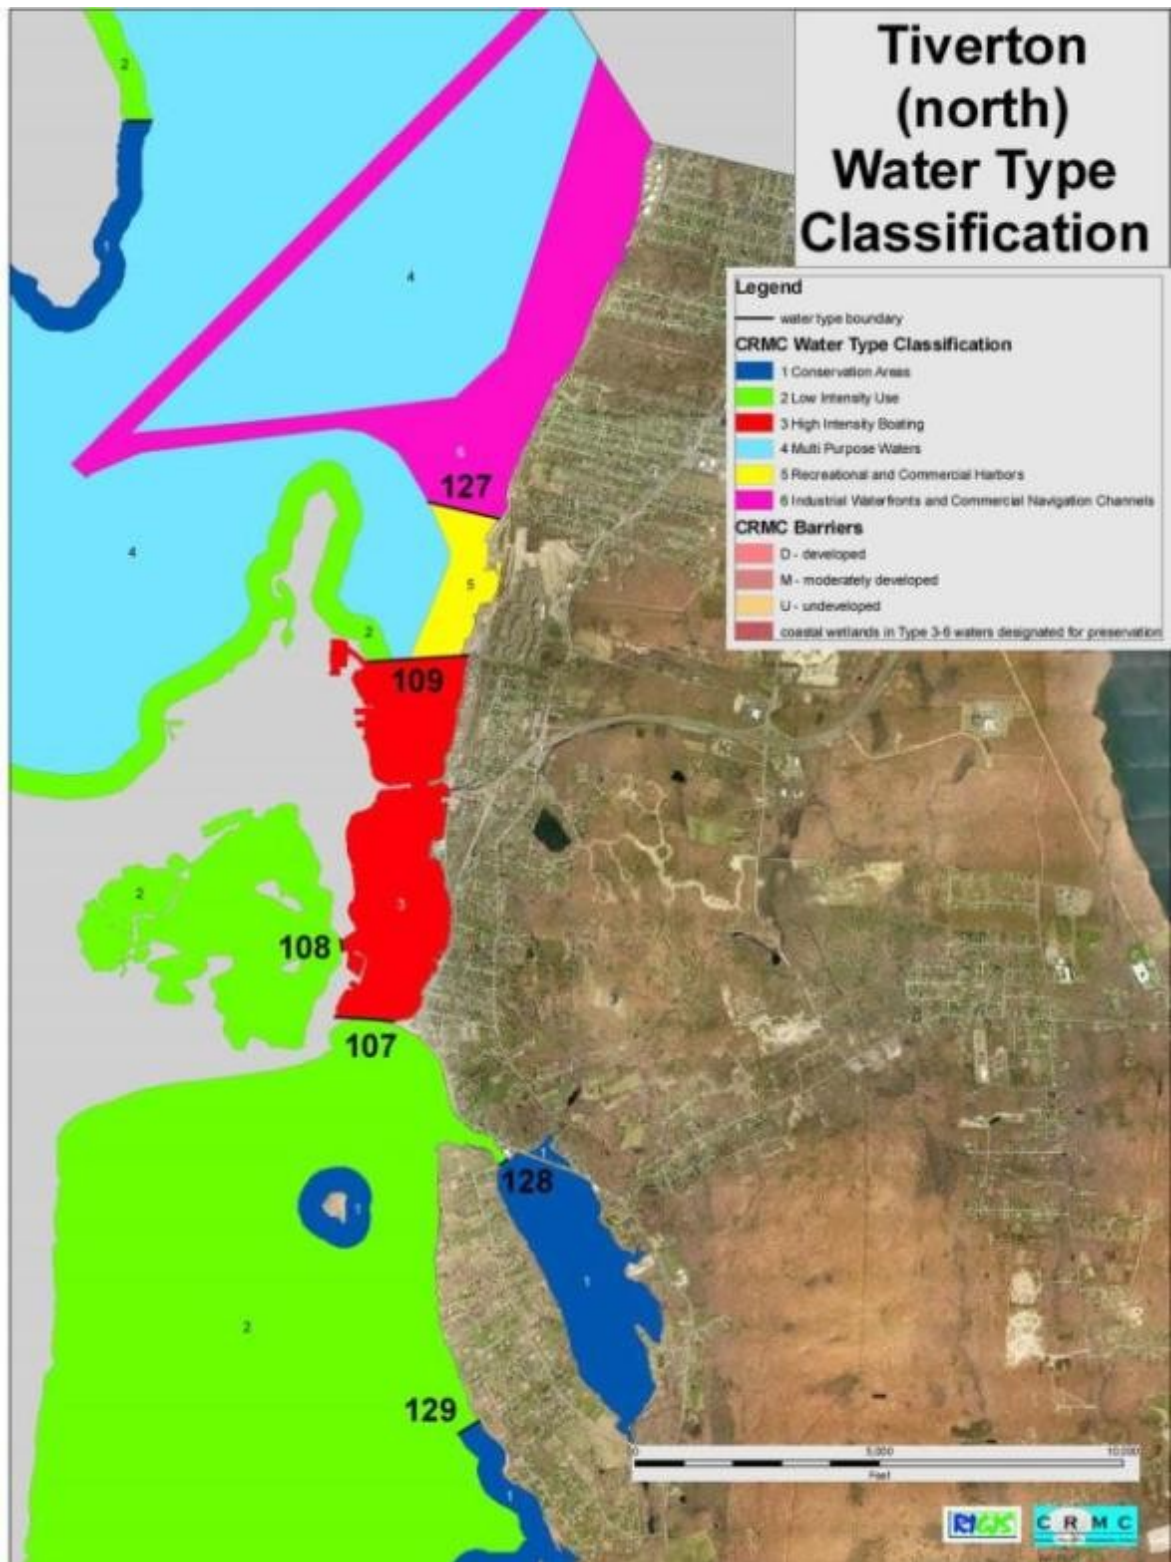 Tiverton
(north)
Water Type
Classification
Legend
water type boundary
CRMC Water Type Classification
1 Conservation Areas
2 Low Intensity Use
3 High Intensity Boating
4 Multi Purpose Waters
5 Recreational and Commercial Harbors
6 Industrial Waterfronts and Commercial Navigation Channels
CRMC Barriers
D - developed
M - moderately developed
U - undeveloped
coastal wetlands in Type 3-6 waters designated for preservation
2
1
4
6
127
4
5
2
109
2
3
108
107
1
128
1
1
2
129
1
0 5,000 10,000
Feet
RIGIS
C R M C